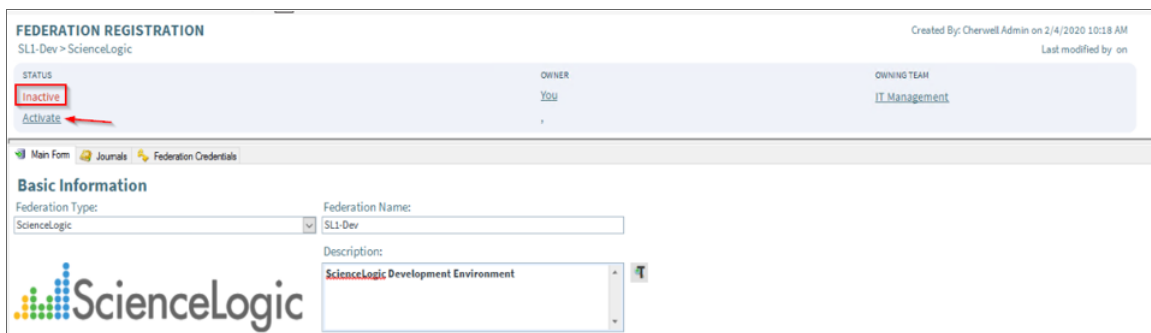 FEDERATION REGISTRATION
Created By: Cherwell Admin on 2/4/2020 10:18 AM
SL1-Dev > ScienceLogic
Last modified by on
STATUS OWNER OWNING TEAM
Inactive You IT Management
Activate ,
Main Form Journals Federation Credentials
Basic Information
Federation Type: Federation Name:
ScienceLogic SL1-Dev
Description:
ScienceLogic Development Environment
T
ScienceLogic